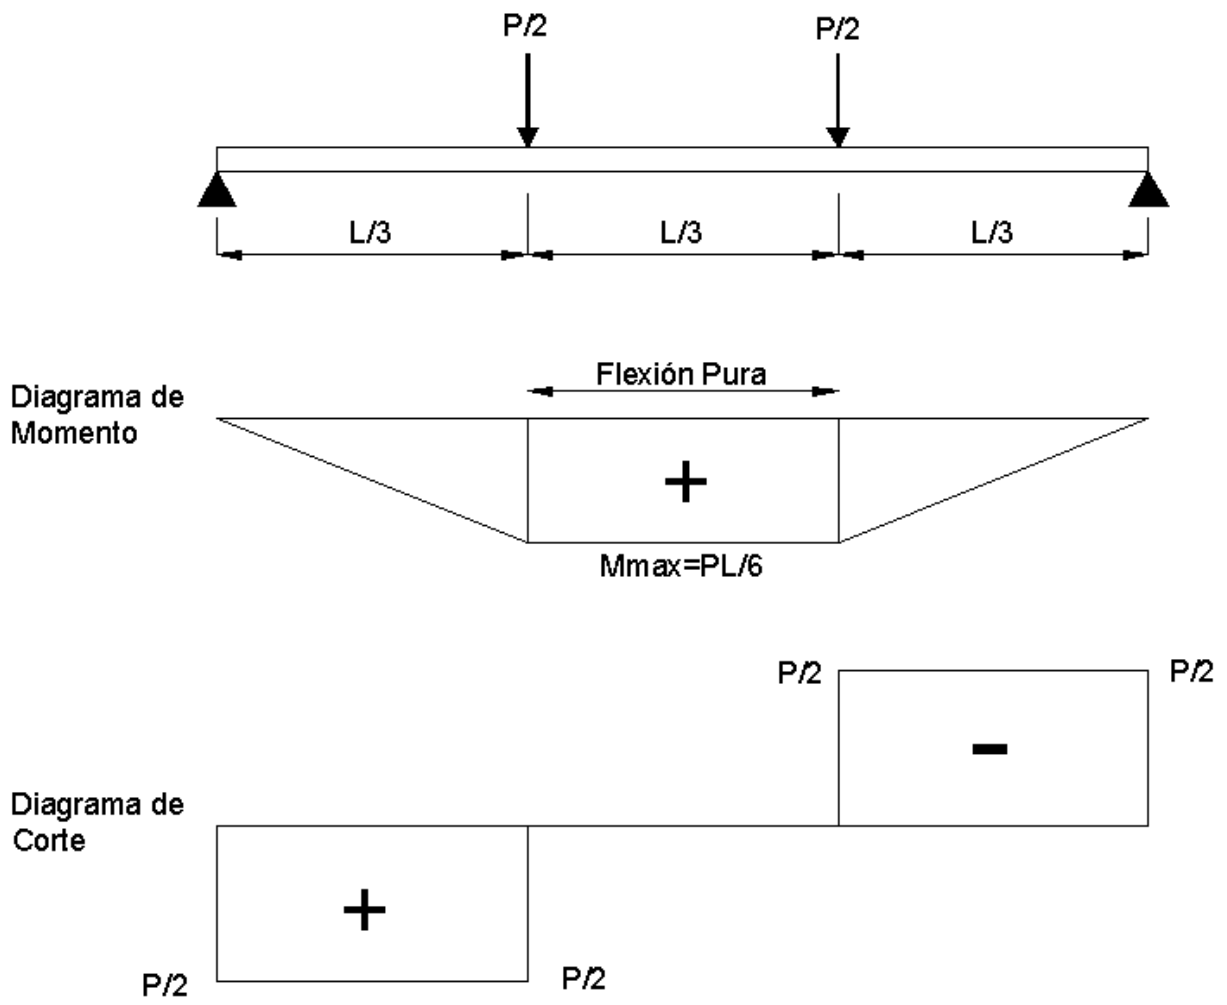 P/2
P/2
L/3
L/3
L/3
Flexión Pura
Diagrama de
Momento
+
Mmax=PL/6
P/2
P/2
-
Diagrama de
Corte
+
P/2
P/2